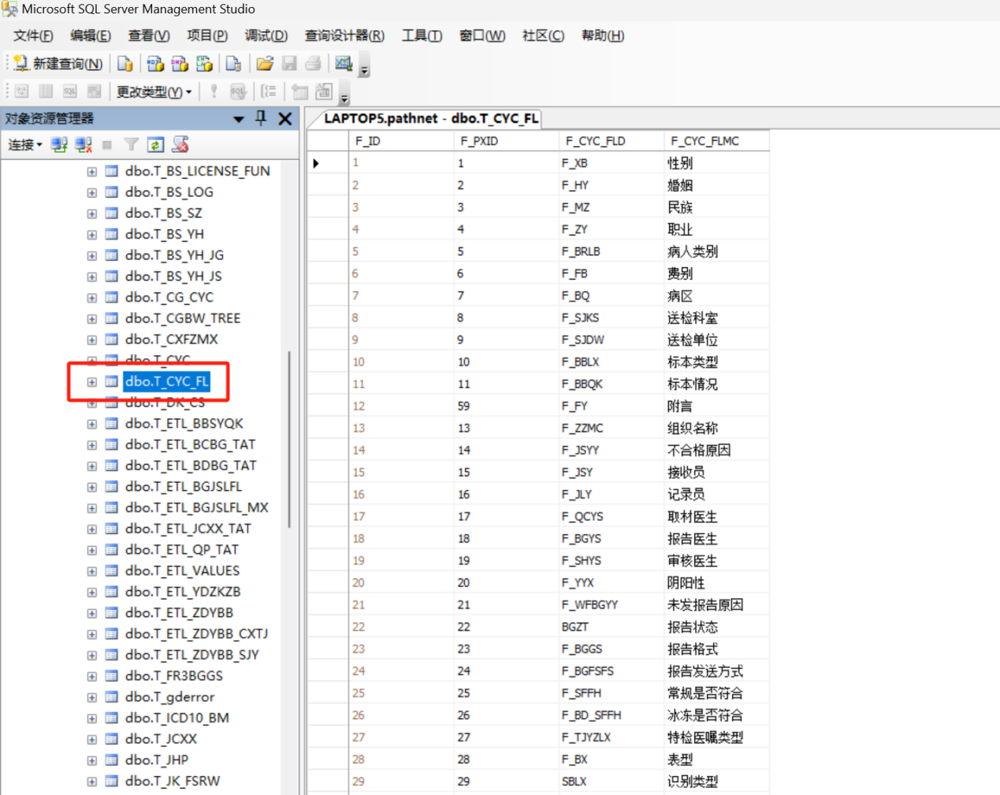 Microsoft SQL Server Management Studio
文件(F) 编辑(E) 查看(V) 项目(P) 调试(D) 查询设计器(R) 工具(T) 窗口(W) 社区(C) 帮助(H)
新建查询(N)
更改类型(Y)
对象资源管理器
连接
dbo.T_BS_LICENSE_FUN
dbo.T_BS_LOG
dbo.T_BS_SZ
dbo.T_BS_YH
dbo.T_BS_YH_JG
dbo.T_BS_YH_JS
dbo.T_CG_CYC
dbo.T_CGBW_TREE
dbo.T_CXFZMX
dbo.T_CYC
dbo.T_CYC_FL
dbo.T_DK_CS
dbo.T_ETL_BBSYQK
dbo.T_ETL_BCBG_TAT
dbo.T_ETL_BDBG_TAT
dbo.T_ETL_BGJSLFL
dbo.T_ETL_BGJSLFL_MX
dbo.T_ETL_JCXX_TAT
dbo.T_ETL_QP_TAT
dbo.T_ETL_VALUES
dbo.T_ETL_YDZKZB
dbo.T_ETL_ZDYBB
dbo.T_ETL_ZDYBB_CXTJ
dbo.T_ETL_ZDYBB_SJY
dbo.T_FR3BGGS
dbo.T_gderror
dbo.T_ICD10_BM
dbo.T_JCXX
dbo.T_JHP
dbo.T_JK_FSRW
LAPTOP5.pathnet - dbo.T_CYC_FL
F_ID F_PXID F_CYC_FLD F_CYC_FLMC
1 1 F_XB 性别
2 2 F_HY 婚姻
3 3 F_MZ 民族
4 4 F_ZY 职业
5 5 F_BRLB 病人类别
6 6 F_FB 费别
7 7 F_BQ 病区
8 8 F_SJKS 送检科室
9 9 F_SJDW 送检单位
10 10 F_BBLX 标本类型
11 11 F_BBQK 标本情况
12 59 F_FY 附言
13 13 F_ZZMC 组织名称
14 14 F_JSYY 不合格原因
15 15 F_JSY 接收员
16 16 F_JLY 记录员
17 17 F_QCYS 取材医生
18 18 F_BGYS 报告医生
19 19 F_SHYS 审核医生
20 20 F_YYX 阴阳性
21 21 F_WFBGYY 未发报告原因
22 22 BGZT 报告状态
23 23 F_BGGS 报告格式
24 24 F_BGFSFS 报告发送方式
25 25 F_SFFH 常规是否符合
26 26 F_BD_SFFH 冰冻是否符合
27 27 F_TJYZLX 特检医嘱类型
28 28 F_BX 表型
29 29 SBLX 识别类型